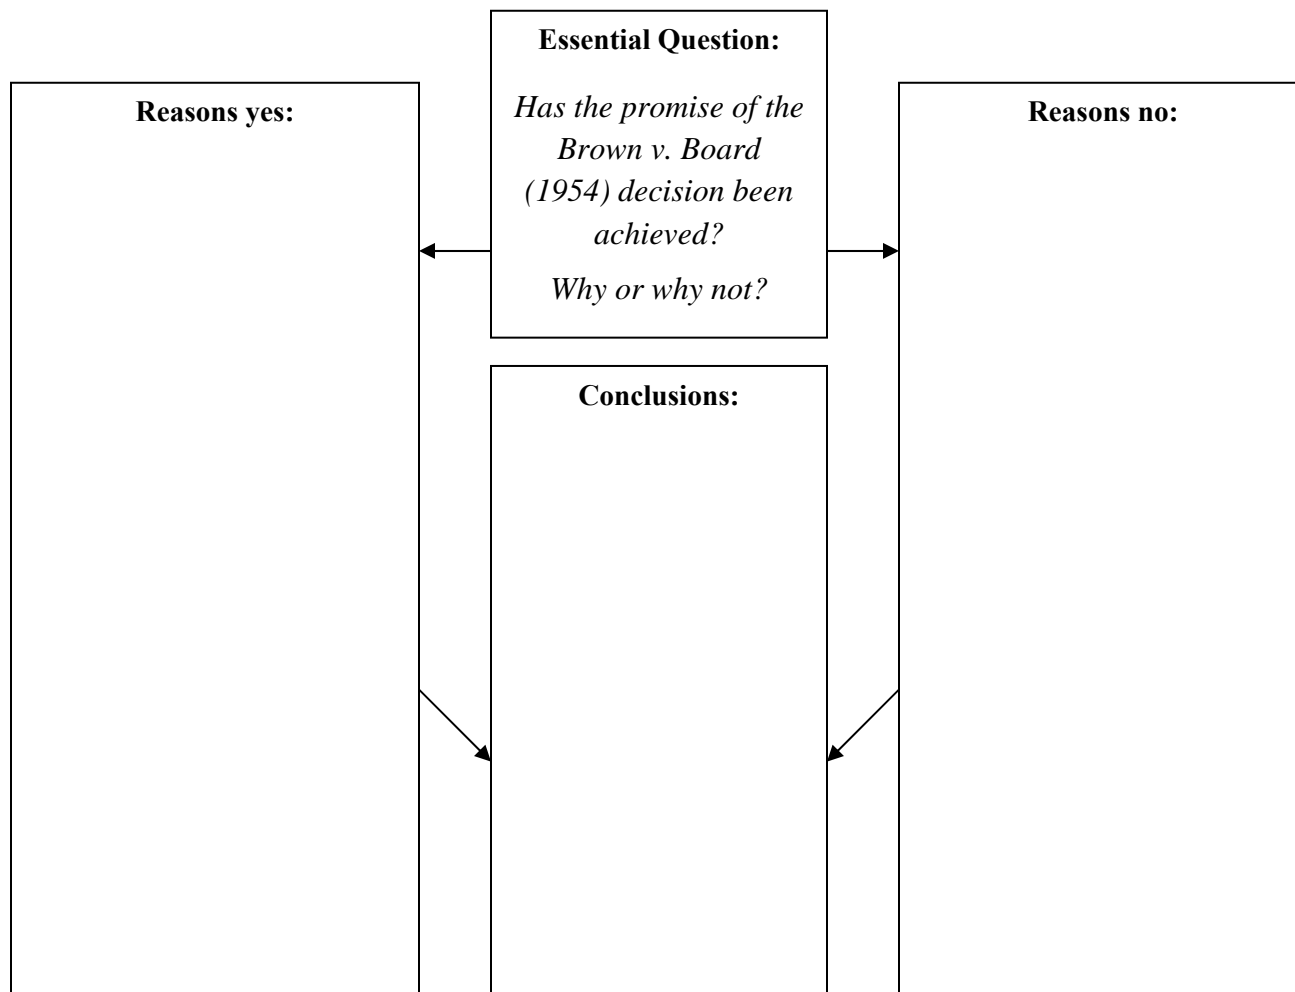 Essential Question:
Has the promise of the
Brown v. Board
(1954) decision been
achieved?
Why or why not?
Reasons yes:
Reasons no:
Conclusions: